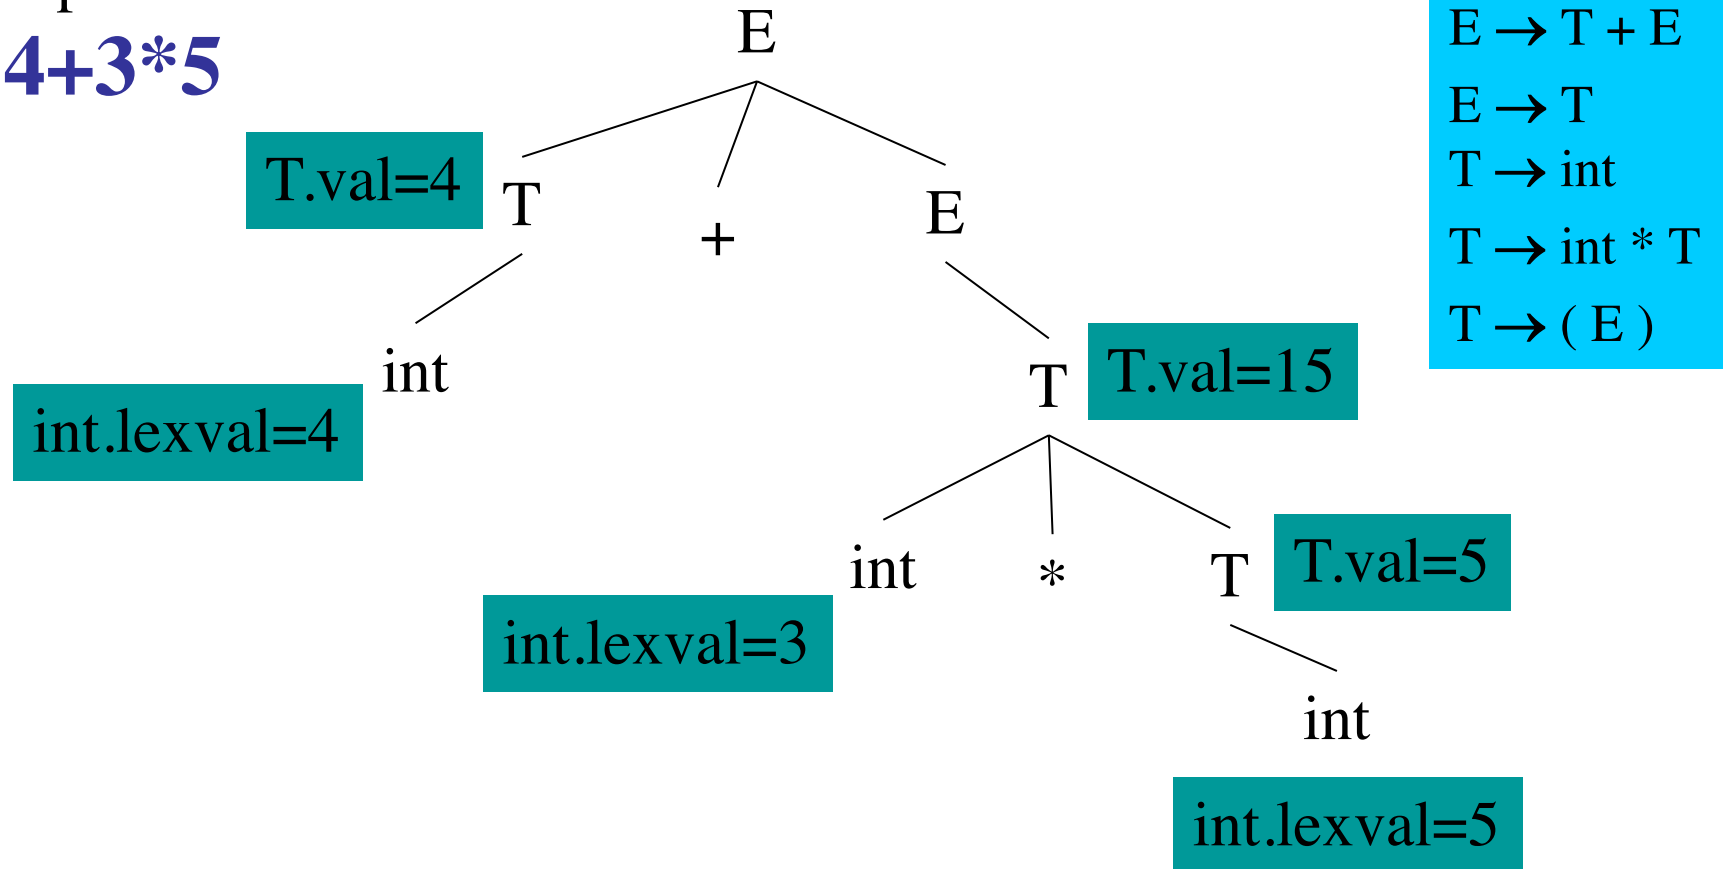 4+3*5
E
T.val=4
T
+
E
int
int.lexval=4
T
T.val=15
int
*
T
T.val=5
int.lexval=3
int
int.lexval=5
E → T + E
E → T
T → int
T → int * T
T → ( E )